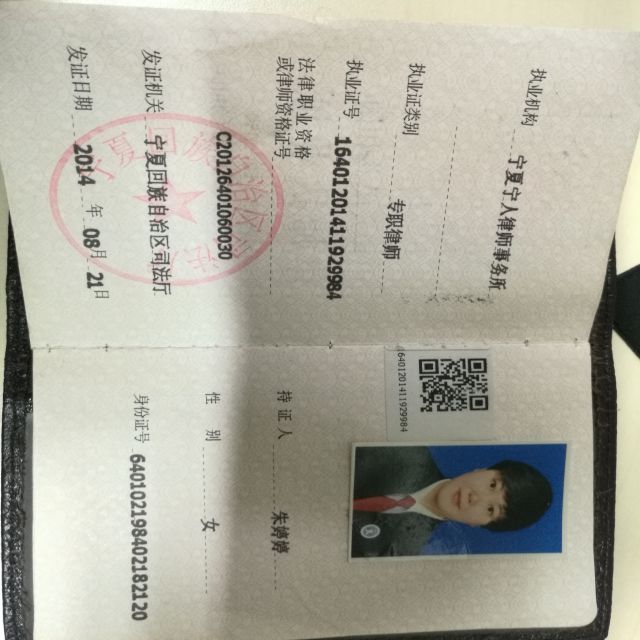 执业机构 宁夏宁人律师事务所
执业证类别 专职律师
执业证号 16401201411929984
法律职业资格
或律师资格证号 C20126401060030
发证机关 宁夏回族自治区司法厅
发证日期 2014 年 08 月 21 日
16401201411929984
持证人 朱婷婷
性别 女
身份证号 640102198402182120